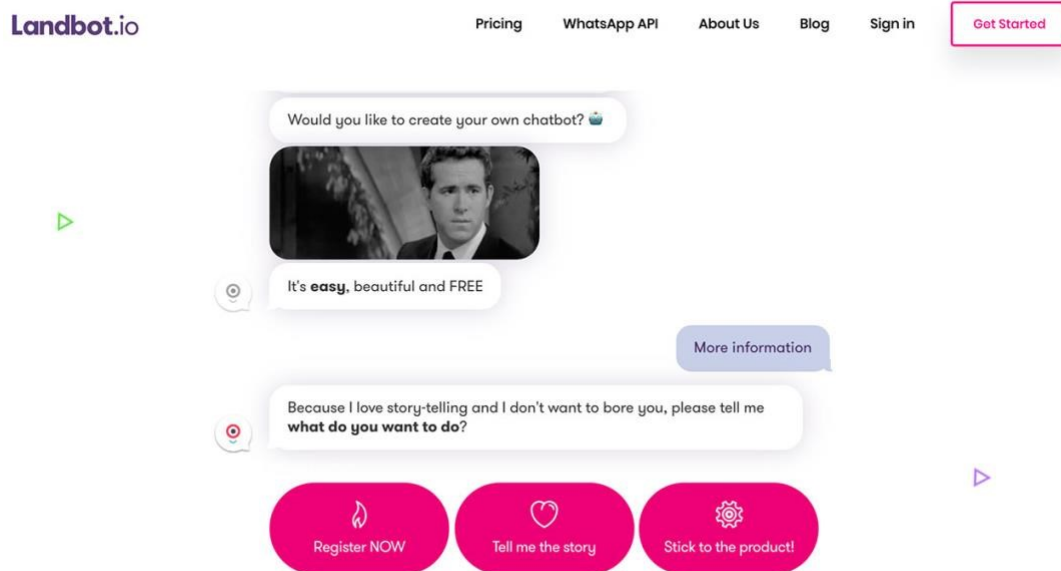 Landbot.io
Pricing
WhatsApp API
About Us
Blog
Sign in
Get Started
Would you like to create your own chatbot?
It's easy, beautiful and FREE
More information
Because I love story-telling and I don't want to bore you, please tell me
what do you want to do?
Register NOW
Tell me the story
Stick to the product!